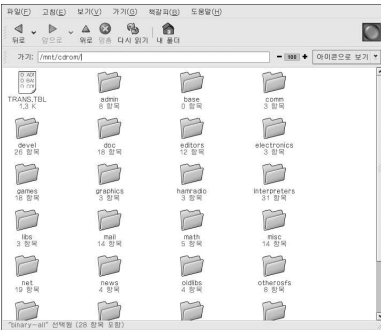 파일(F) 고침(E) 보기(V) 가기(G) 책갈피(B) 도움말(H)
뒤로 앞으로 위로 멈춤 다시 읽기 내 폴더
가기: /mnt/cdrom/ 100 아이콘으로 보기
TRANS.TBL admin base comm
1.3 K 8 항목 0 항목 3 항목
devel doc editors electronics
26 항목 18 항목 12 항목 3 항목
games graphics hamradio interpreters
18 항목 3 항목 3 항목 31 항목
libs mail math misc
3 항목 14 항목 5 항목 14 항목
net news oldlibs otherosfs
19 항목 4 항목 4 항목 8 항목
"binary-all" 선택됨 (28 항목 포함)